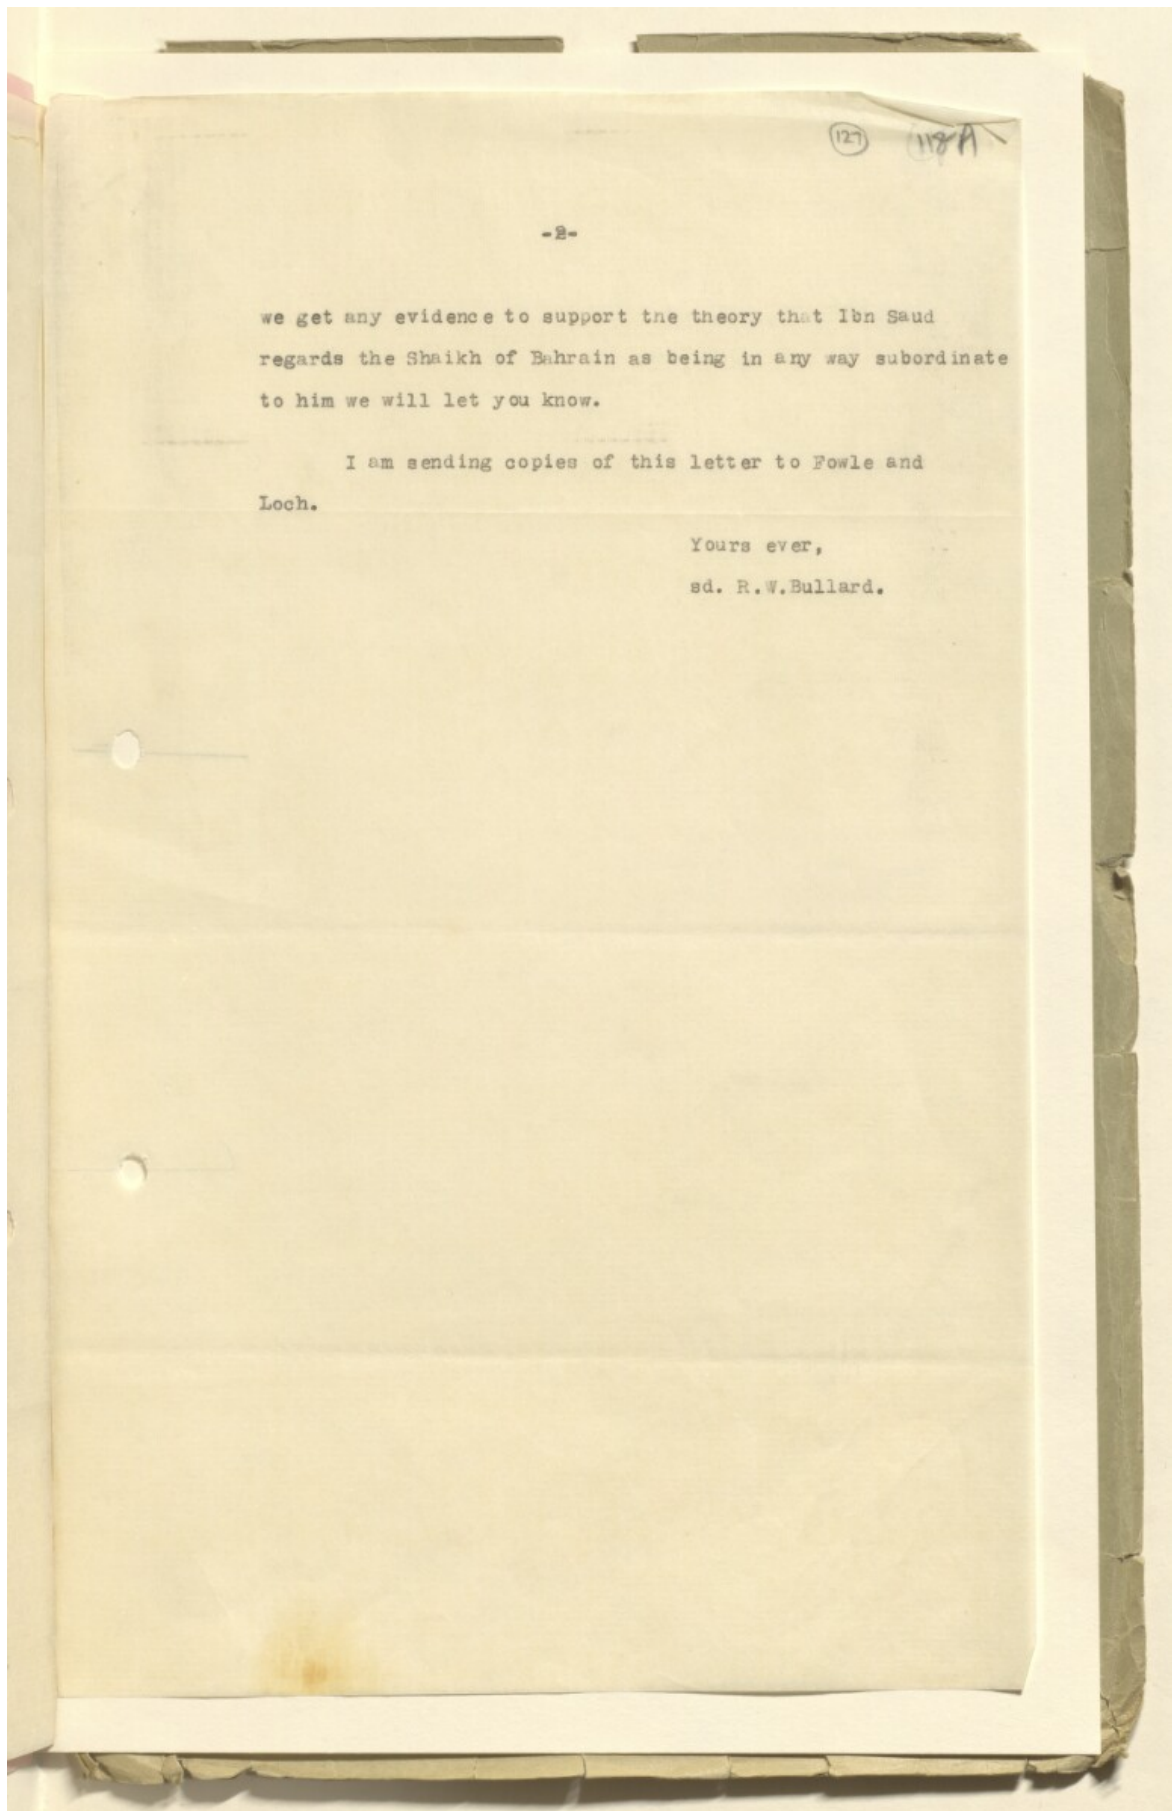 127 118A
-2-
we get any evidence to support the theory that Ibn Saud
regards the Shaikh of Bahrain as being in any way subordinate
to him we will let you know.
I am sending copies of this letter to Fowle and
Loch.
Yours ever,
sd. R.W.Bullard.